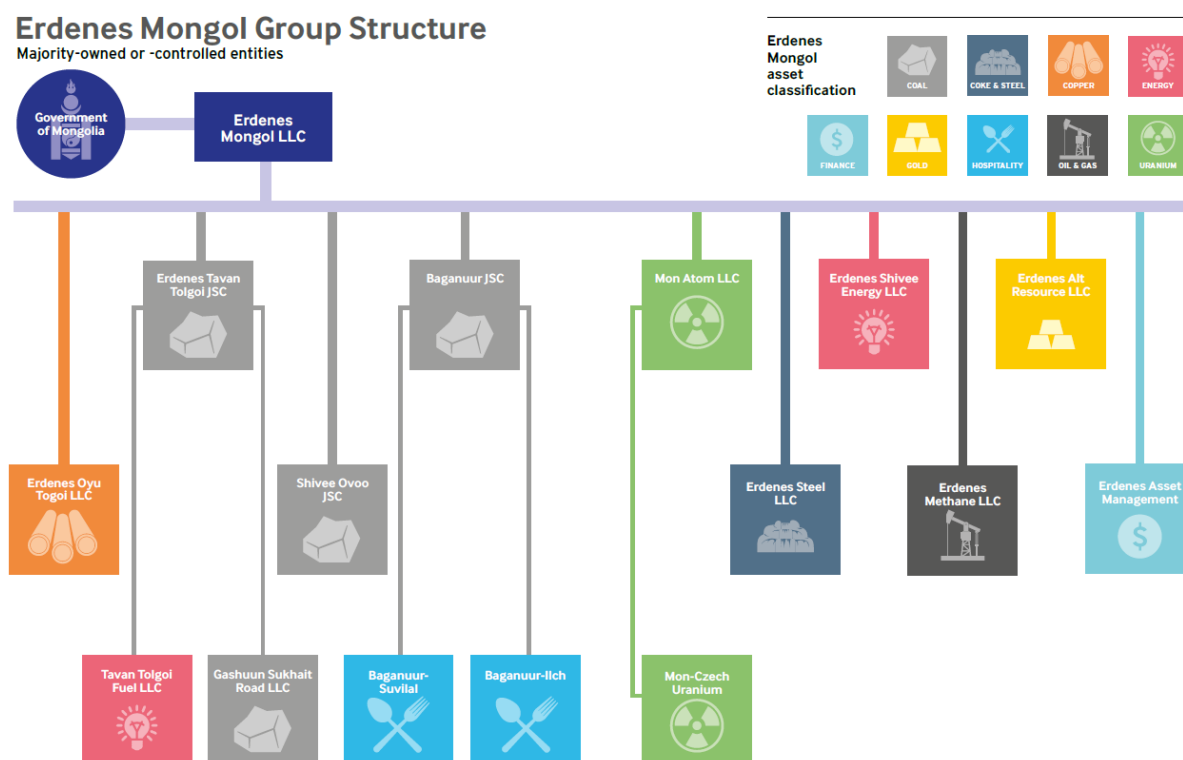 Erdenes Mongol Group Structure
Majority-owned or -controlled entities
Government
of Mongolia
Erdenes
Mongol LLC
Erdenes
Mongol
asset
classification
COAL
COKE & STEEL
COPPER
ENERGY
FINANCE
GOLD
HOSPITALITY
OIL & GAS
URANIUM
Erdenes Tavan
Tolgoi JSC
Baganuur JSC
Mon Atom LLC
Erdenes Shivee
Energy LLC
Erdenes Alt
Resource LLC
Erdenes Oyu
Togoi LLC
Shivee Ovoo
JSC
Erdenes Steel
LLC
Erdenes
Methane LLC
Erdenes Asset
Management
Tavan Tolgoi
Fuel LLC
Gashuun Sukhait
Road LLC
Baganuur-
Suvilal
Baganuur-Ilch
Mon-Czech
Uranium